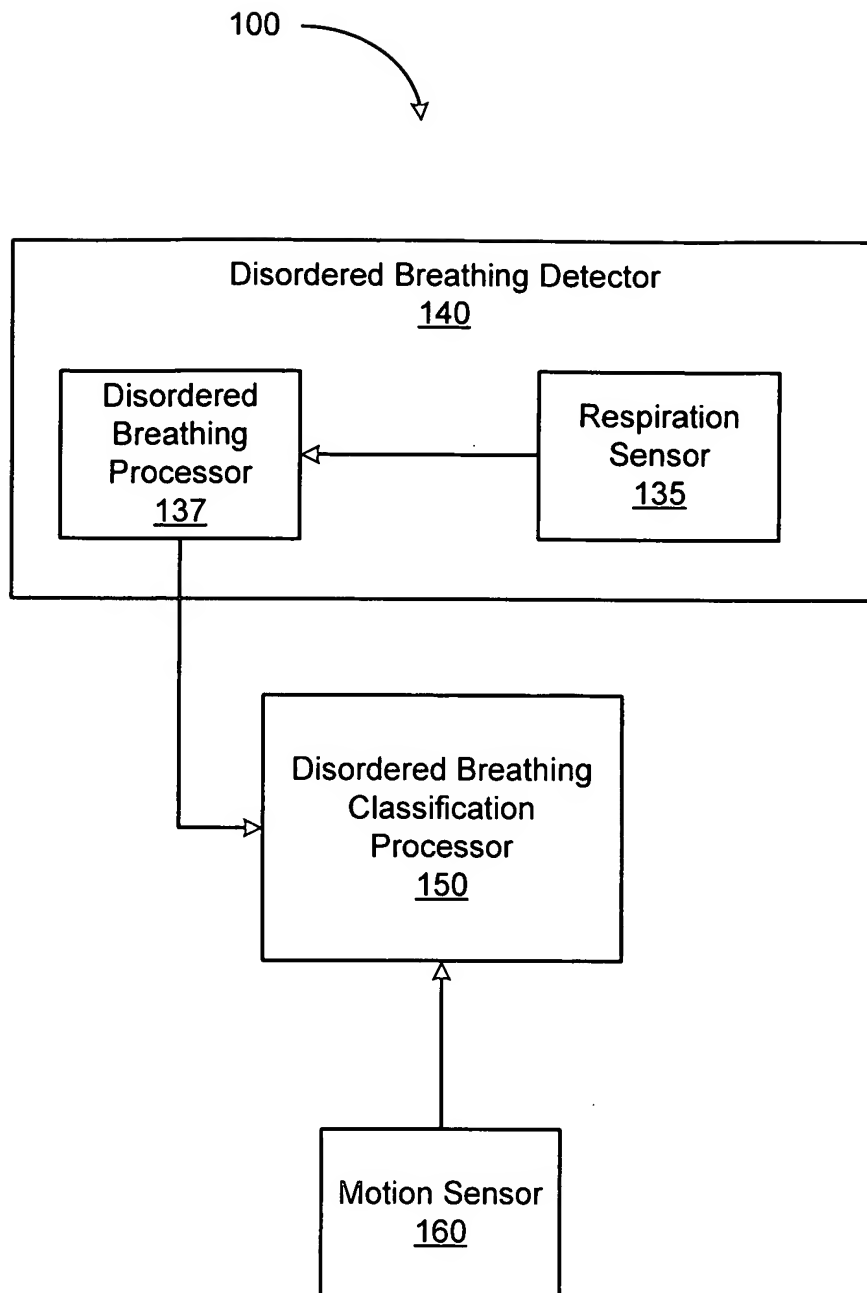 100
Disordered Breathing Detector
140
Disordered
Breathing
Processor
137
Respiration
Sensor
135
Disordered Breathing
Classification
Processor
150
Motion Sensor
160